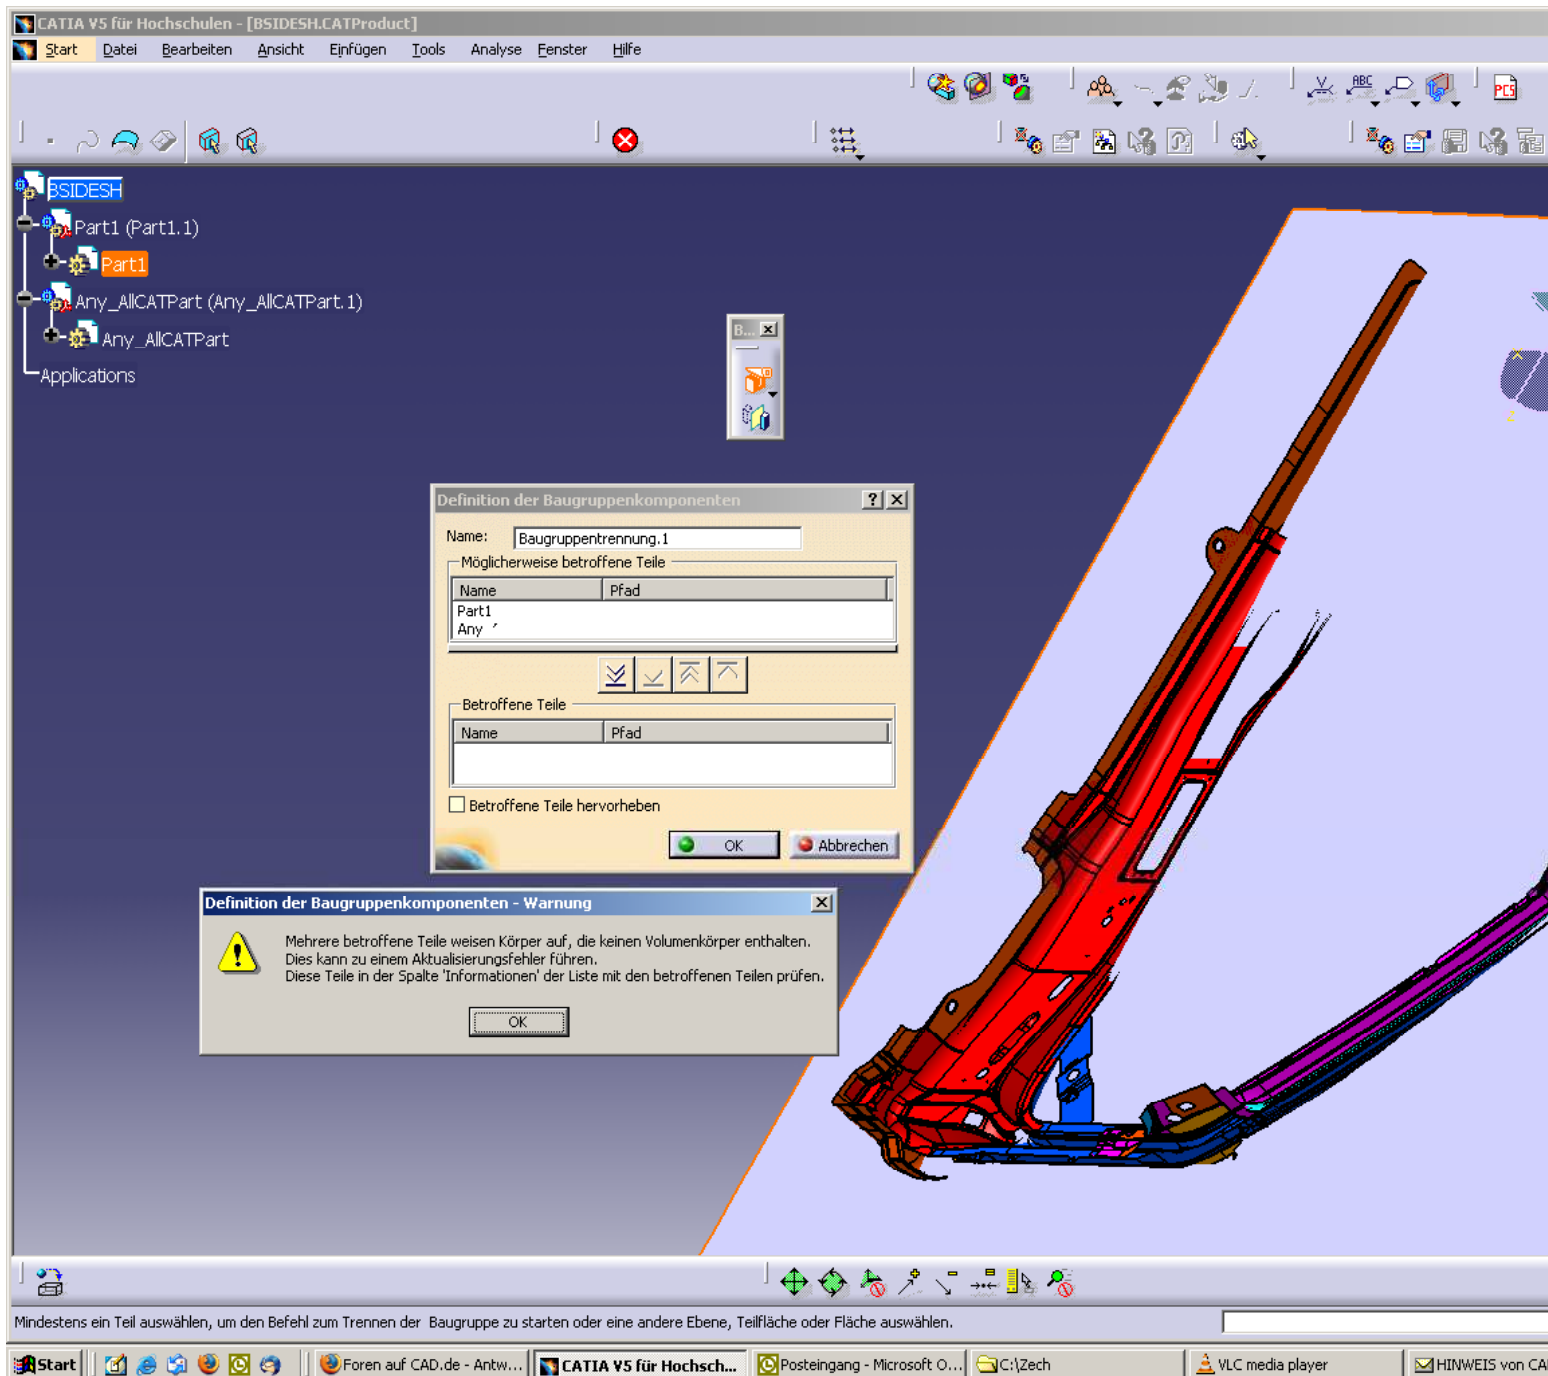 CATIA V5 für Hochschulen - [BSIDESH.CATProduct]
Start Datei Bearbeiten Ansicht Einfügen Tools Analyse Fenster Hilfe
ABC
PCS
BSIDESH
Part1 (Part1.1)
Part1
Any_AllCATPart (Any_AllCATPart.1)
Any_AllCATPart
Applications
B...
Definition der Baugruppenkomponenten
Name: Baugruppentrennung.1
Möglicherweise betroffene Teile
Name Pfad
Part1
Any
Betroffene Teile
Name Pfad
Betroffene Teile hervorheben
OK Abbrechen
Definition der Baugruppenkomponenten - Warnung
Mehrere betroffene Teile weisen Körper auf, die keinen Volumenkörper enthalten.
Dies kann zu einem Aktualisierungsfehler führen.
Diese Teile in der Spalte 'Informationen' der Liste mit den betroffenen Teilen prüfen.
OK
Mindestens ein Teil auswählen, um den Befehl zum Trennen der Baugruppe zu starten oder eine andere Ebene, Teilfläche oder Fläche auswählen.
Start Foren auf CAD.de - Antw... CATIA V5 für Hochsch... Posteingang - Microsoft O... C:\Zech VLC media player HINWEIS von CA